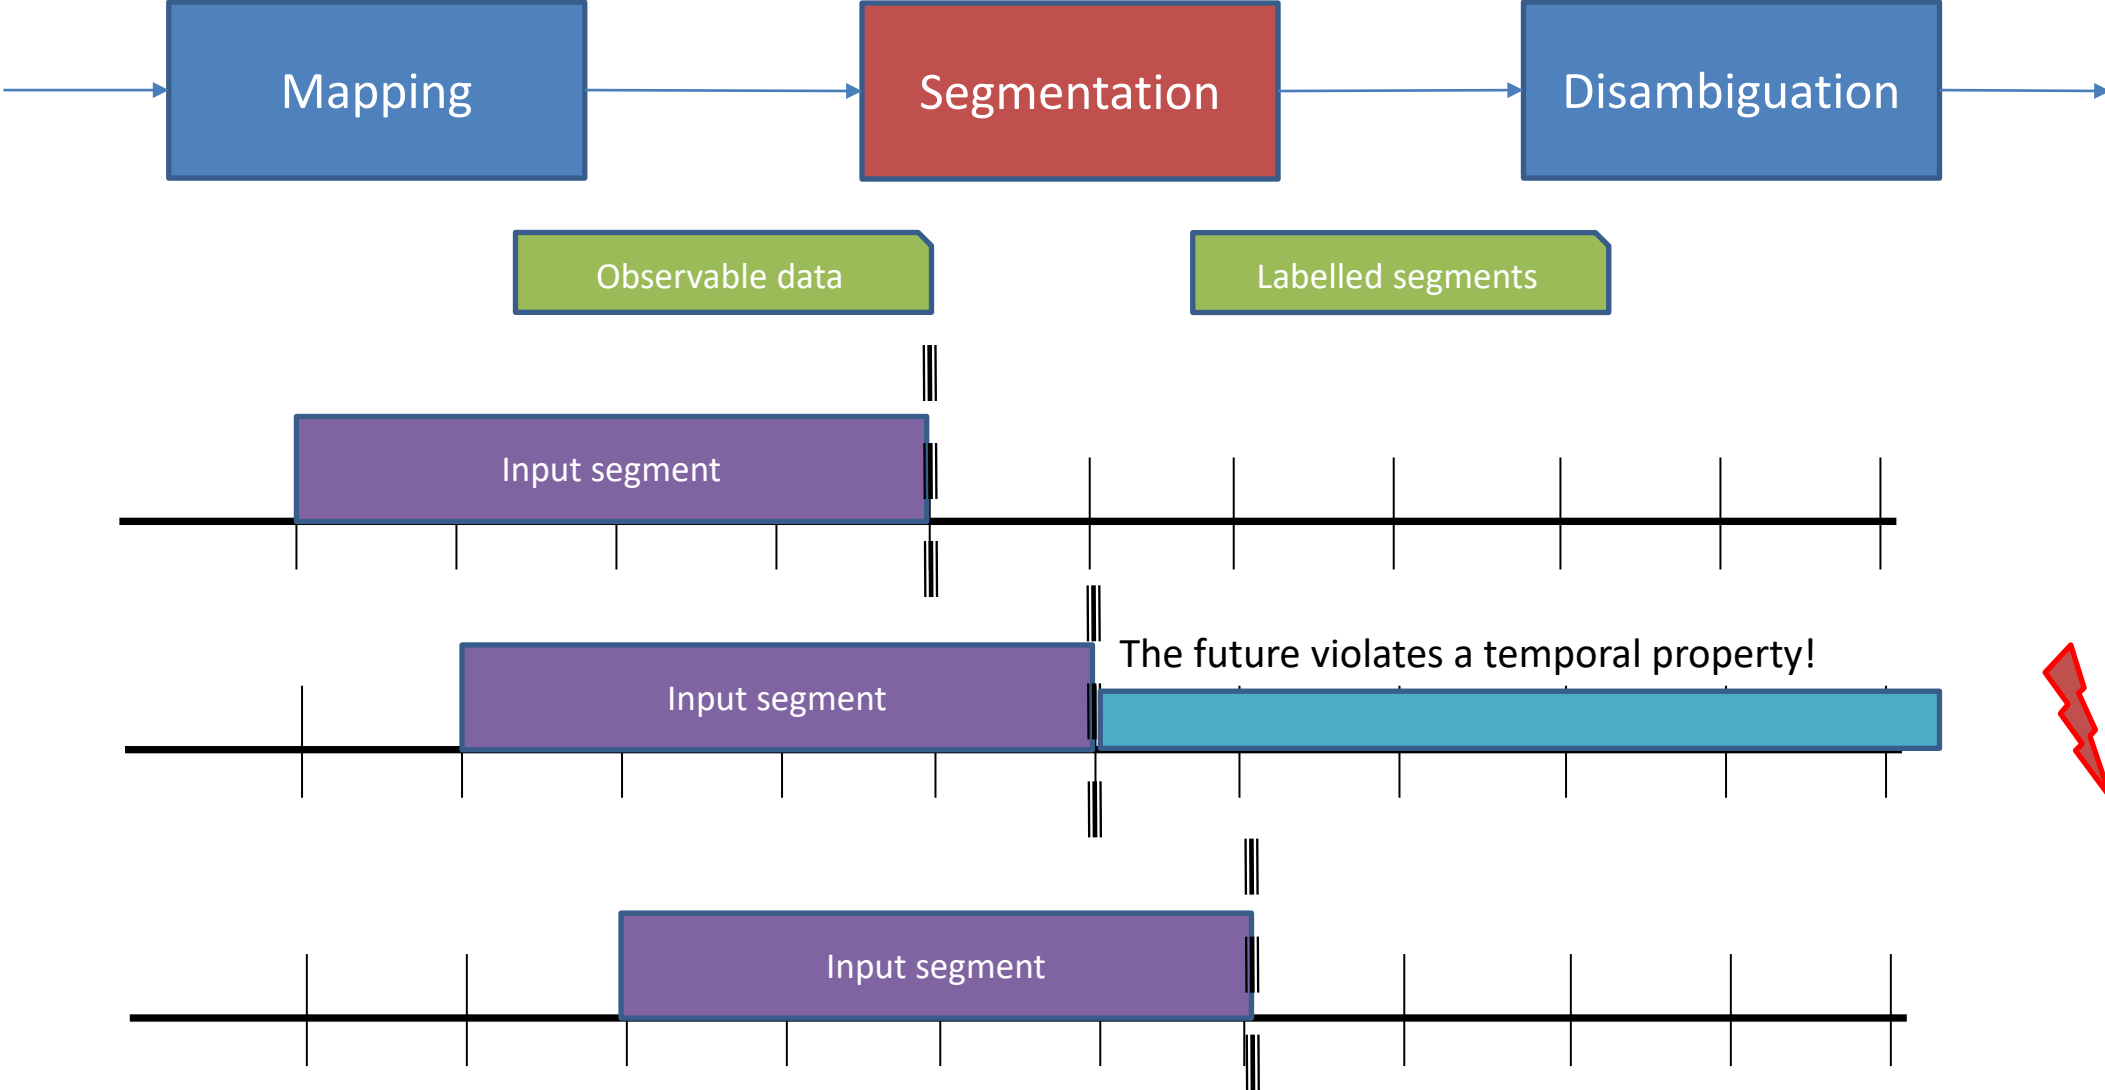 Mapping
Segmentation
Disambiguation
Observable data
Labelled segments
Input segment
The future violates a temporal property!
Input segment
Input segment